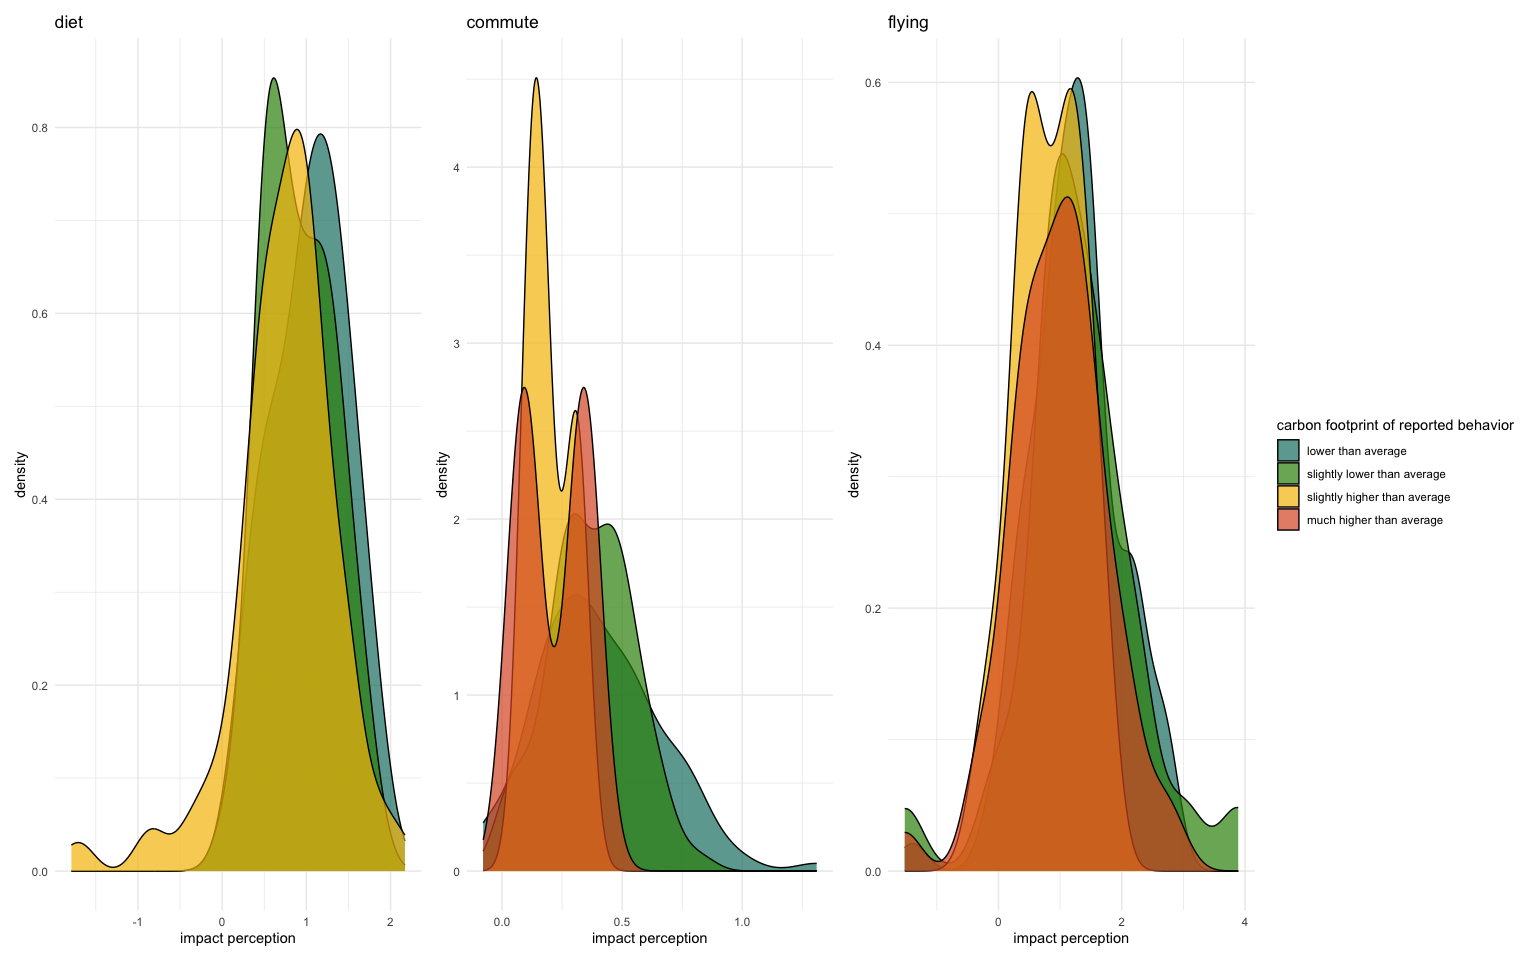 diet
density
0.8
0.6
0.4
0.2
0.0
-1
0
1
2
impact perception
commute
density
4
3
2
1
0
0.0
0.5
1.0
impact perception
flying
density
0.6
0.4
0.2
0.0
0
2
4
impact perception
carbon footprint of reported behavior
lower than average
slightly lower than average
slightly higher than average
much higher than average